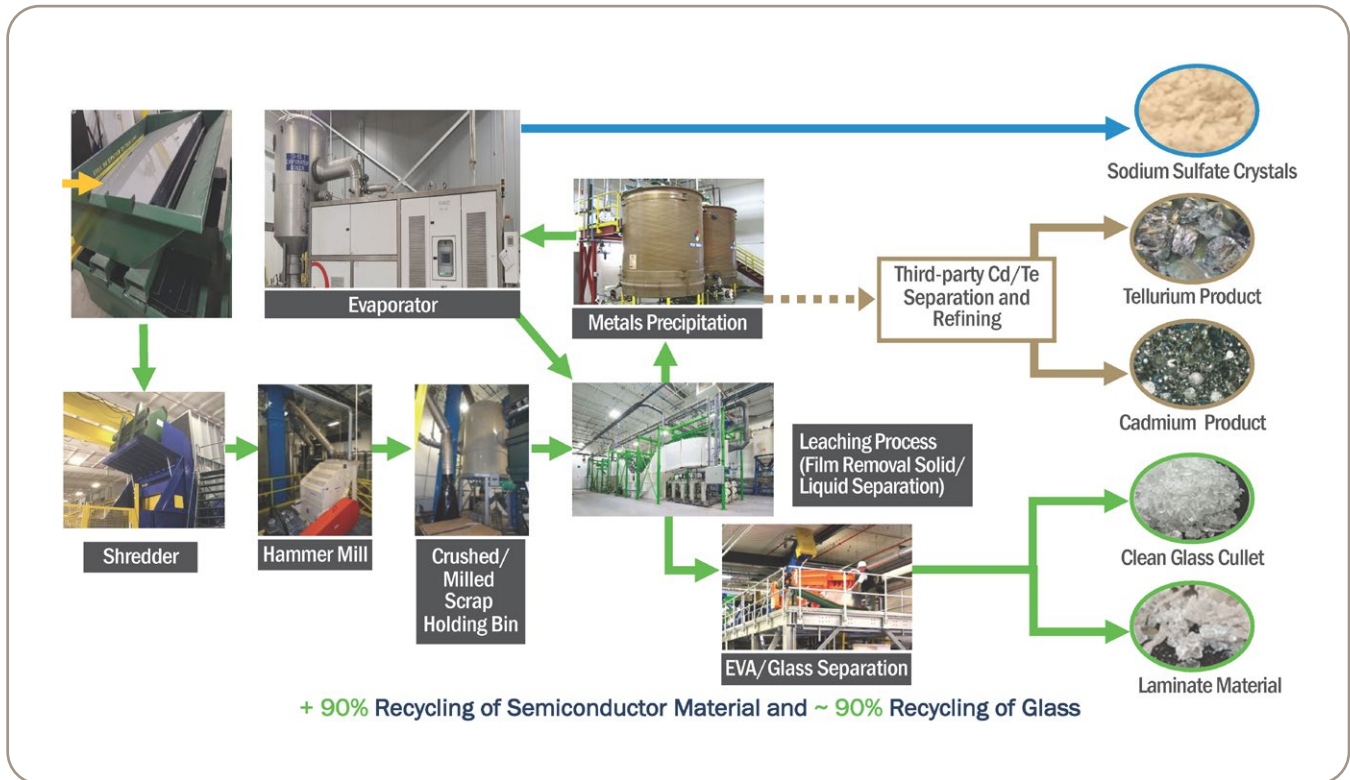 Sodium Sulfate Crystals
Evaporator
Metals Precipitation
Third-party Cd/Te
Separation and
Refining
Tellurium Product
Cadmium Product
Shredder
Hammer Mill
Crushed/
Milled
Scrap
Holding Bin
Leaching Process
(Film Removal Solid/
Liquid Separation)
Clean Glass Cullet
EVA/Glass Separation
Laminate Material
+ 90% Recycling of Semiconductor Material and ~ 90% Recycling of Glass